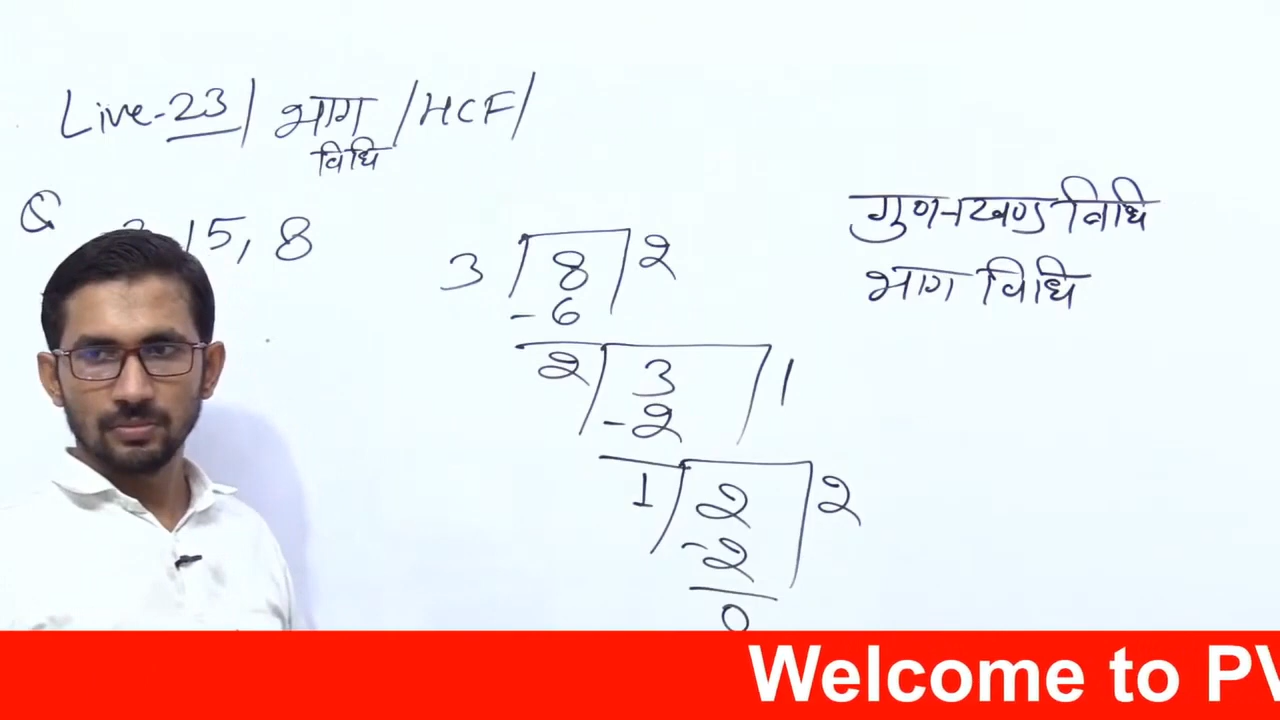 Live-23 / भाग / HCF /
विधि
Q 3, 15, 8
गुणनखण्ड विधि
भाग विधि
3 8 2
-6
2 3 1
-2
1 2 2
-2
0
Welcome to PV